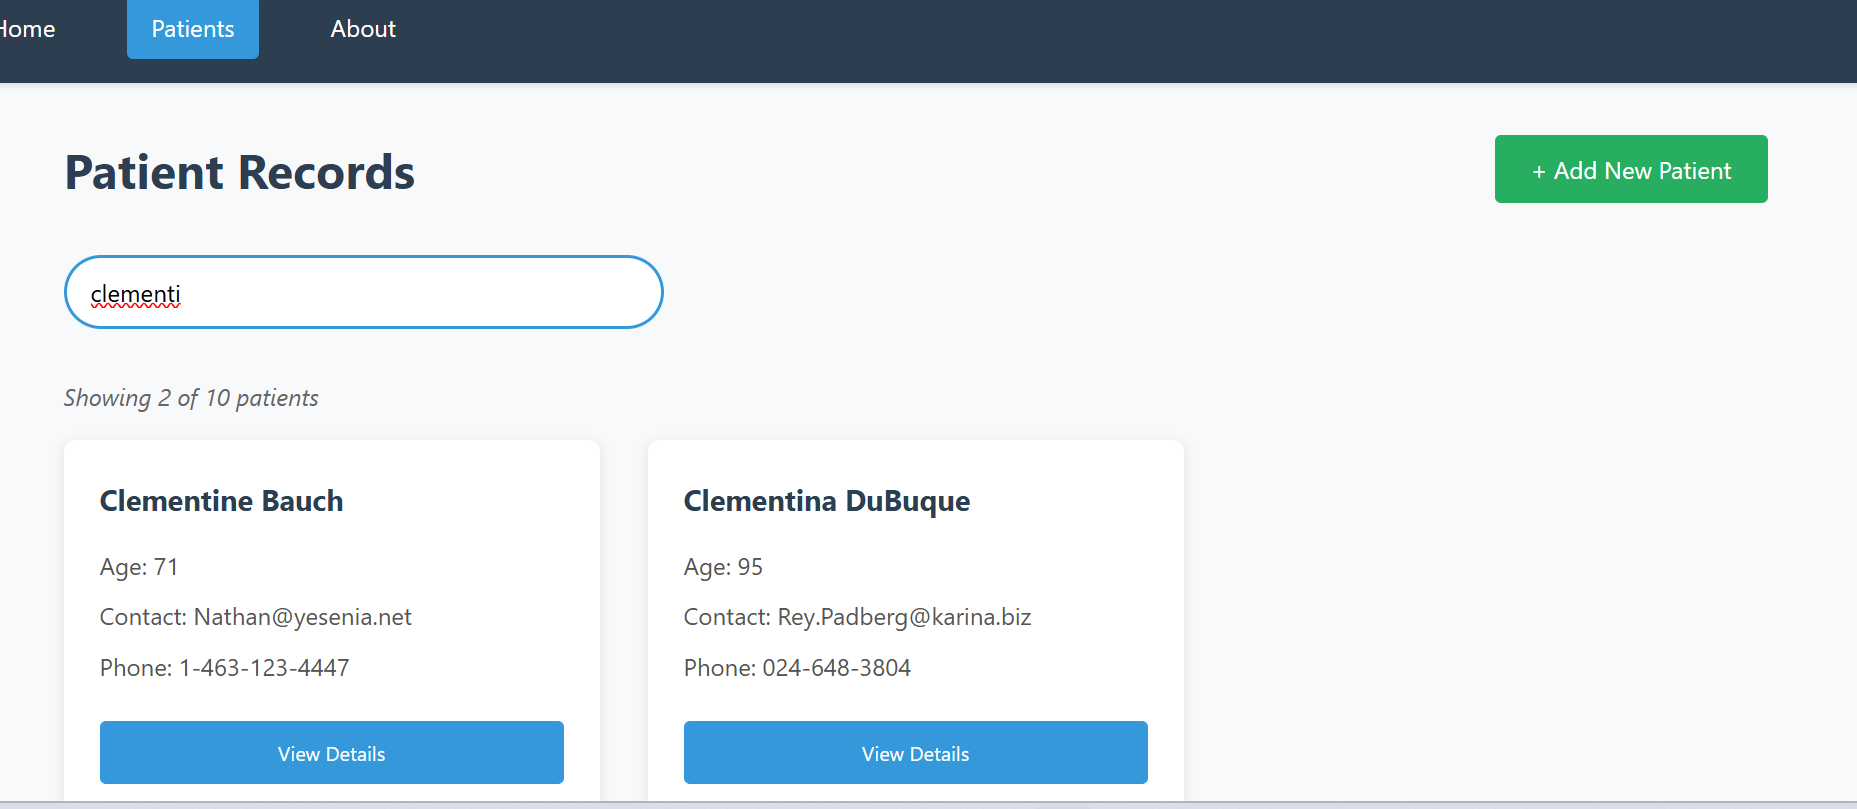 Home Patients About
Patient Records
+ Add New Patient
clementi
Showing 2 of 10 patients
Clementine Bauch
Age: 71
Contact: Nathan@yesenia.net
Phone: 1-463-123-4447
View Details
Clementina DuBuque
Age: 95
Contact: Rey.Padberg@karina.biz
Phone: 024-648-3804
View Details